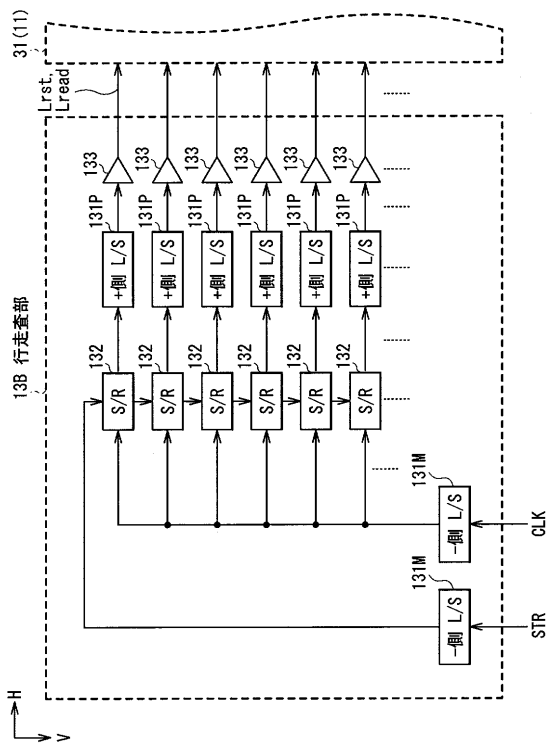 H
V
13B 行走査部
31(11)
Lrst,
Lread
132
131P
133
S/R
+側 L/S
132
131P
133
S/R
+側 L/S
132
131P
133
S/R
+側 L/S
132
131P
133
S/R
+側 L/S
132
131P
133
S/R
+側 L/S
132
131P
133
S/R
+側 L/S
131M
-側 L/S
131M
-側 L/S
STR
CLK